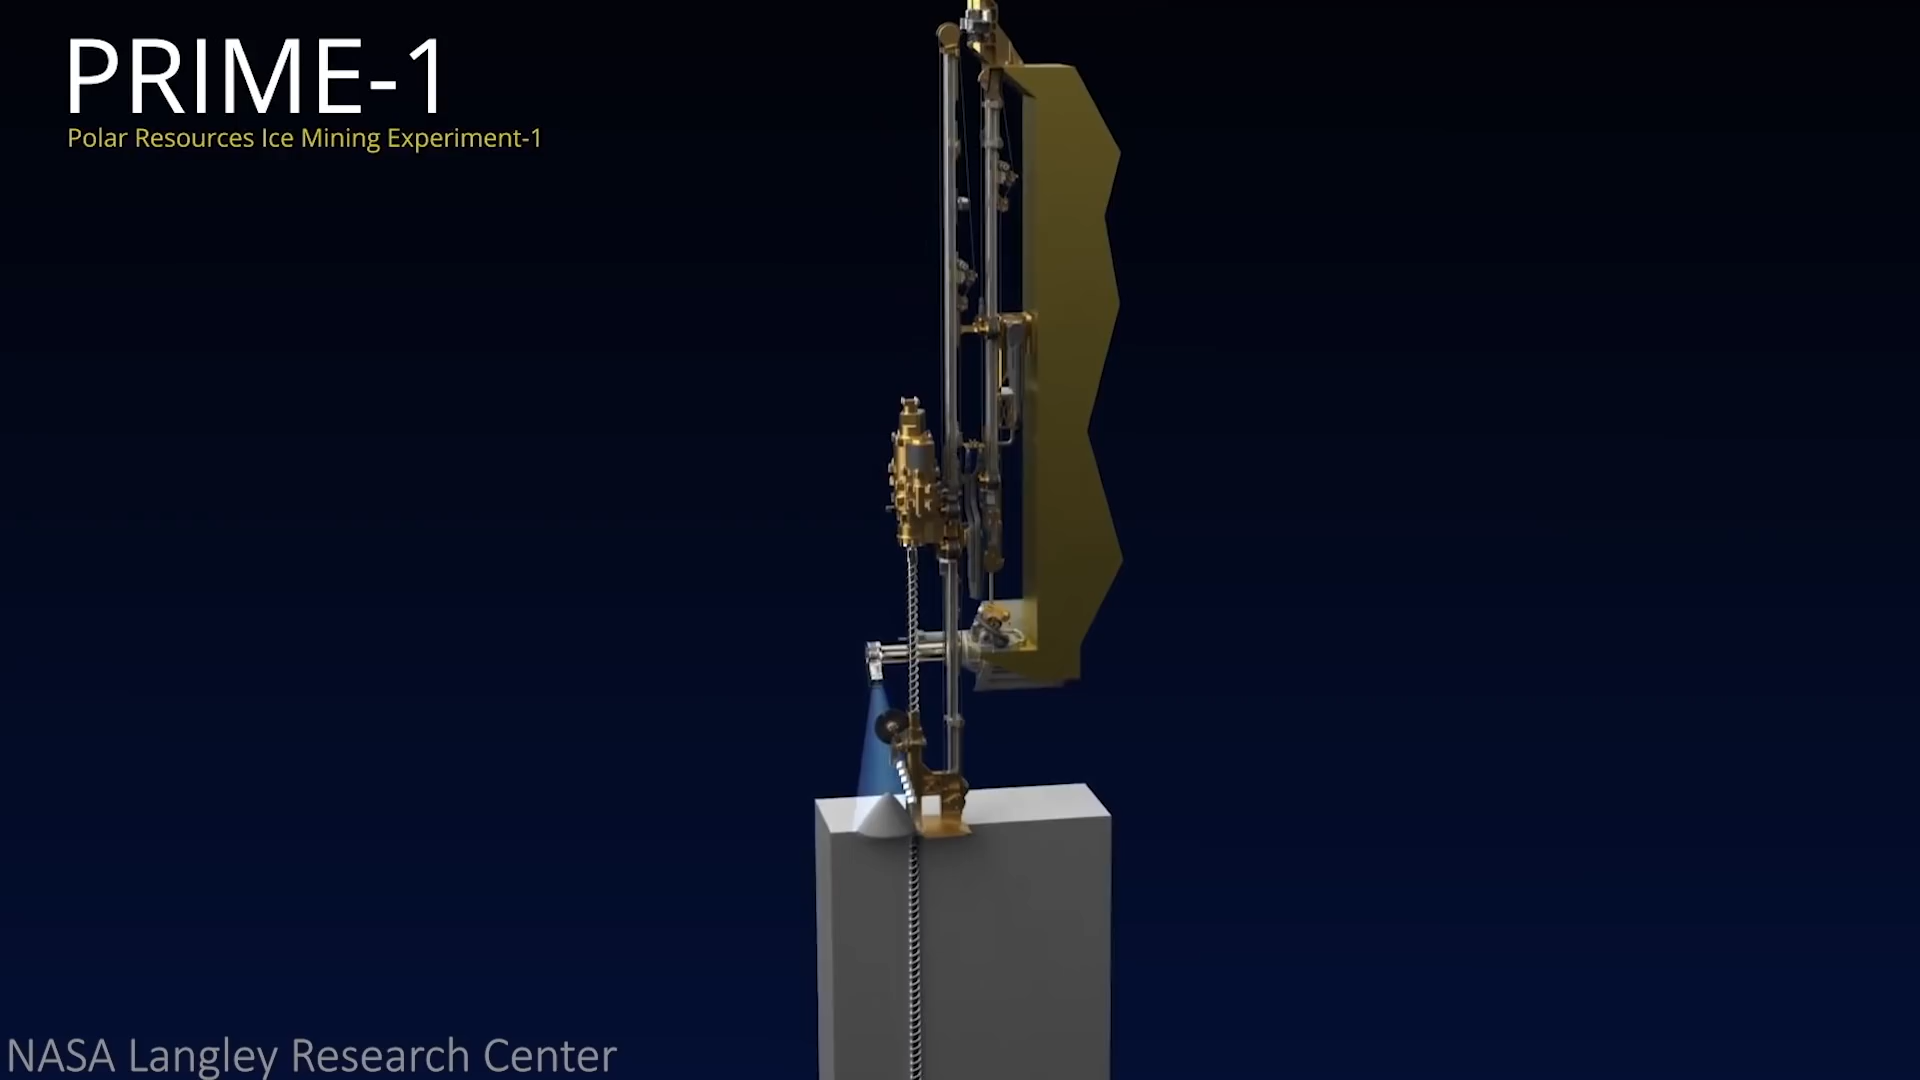 PRIME-1
Polar Resources Ice Mining Experiment-1
NASA Langley Research Center